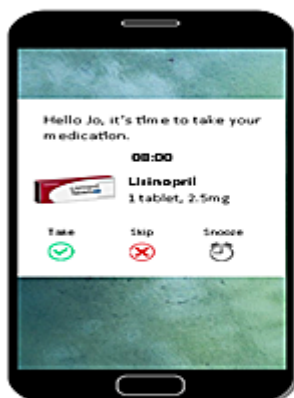 Hello Jo, it's time to take your
medication.
08:00
Lisinopril
1 tablet, 2.5mg
Take Skip Snooze